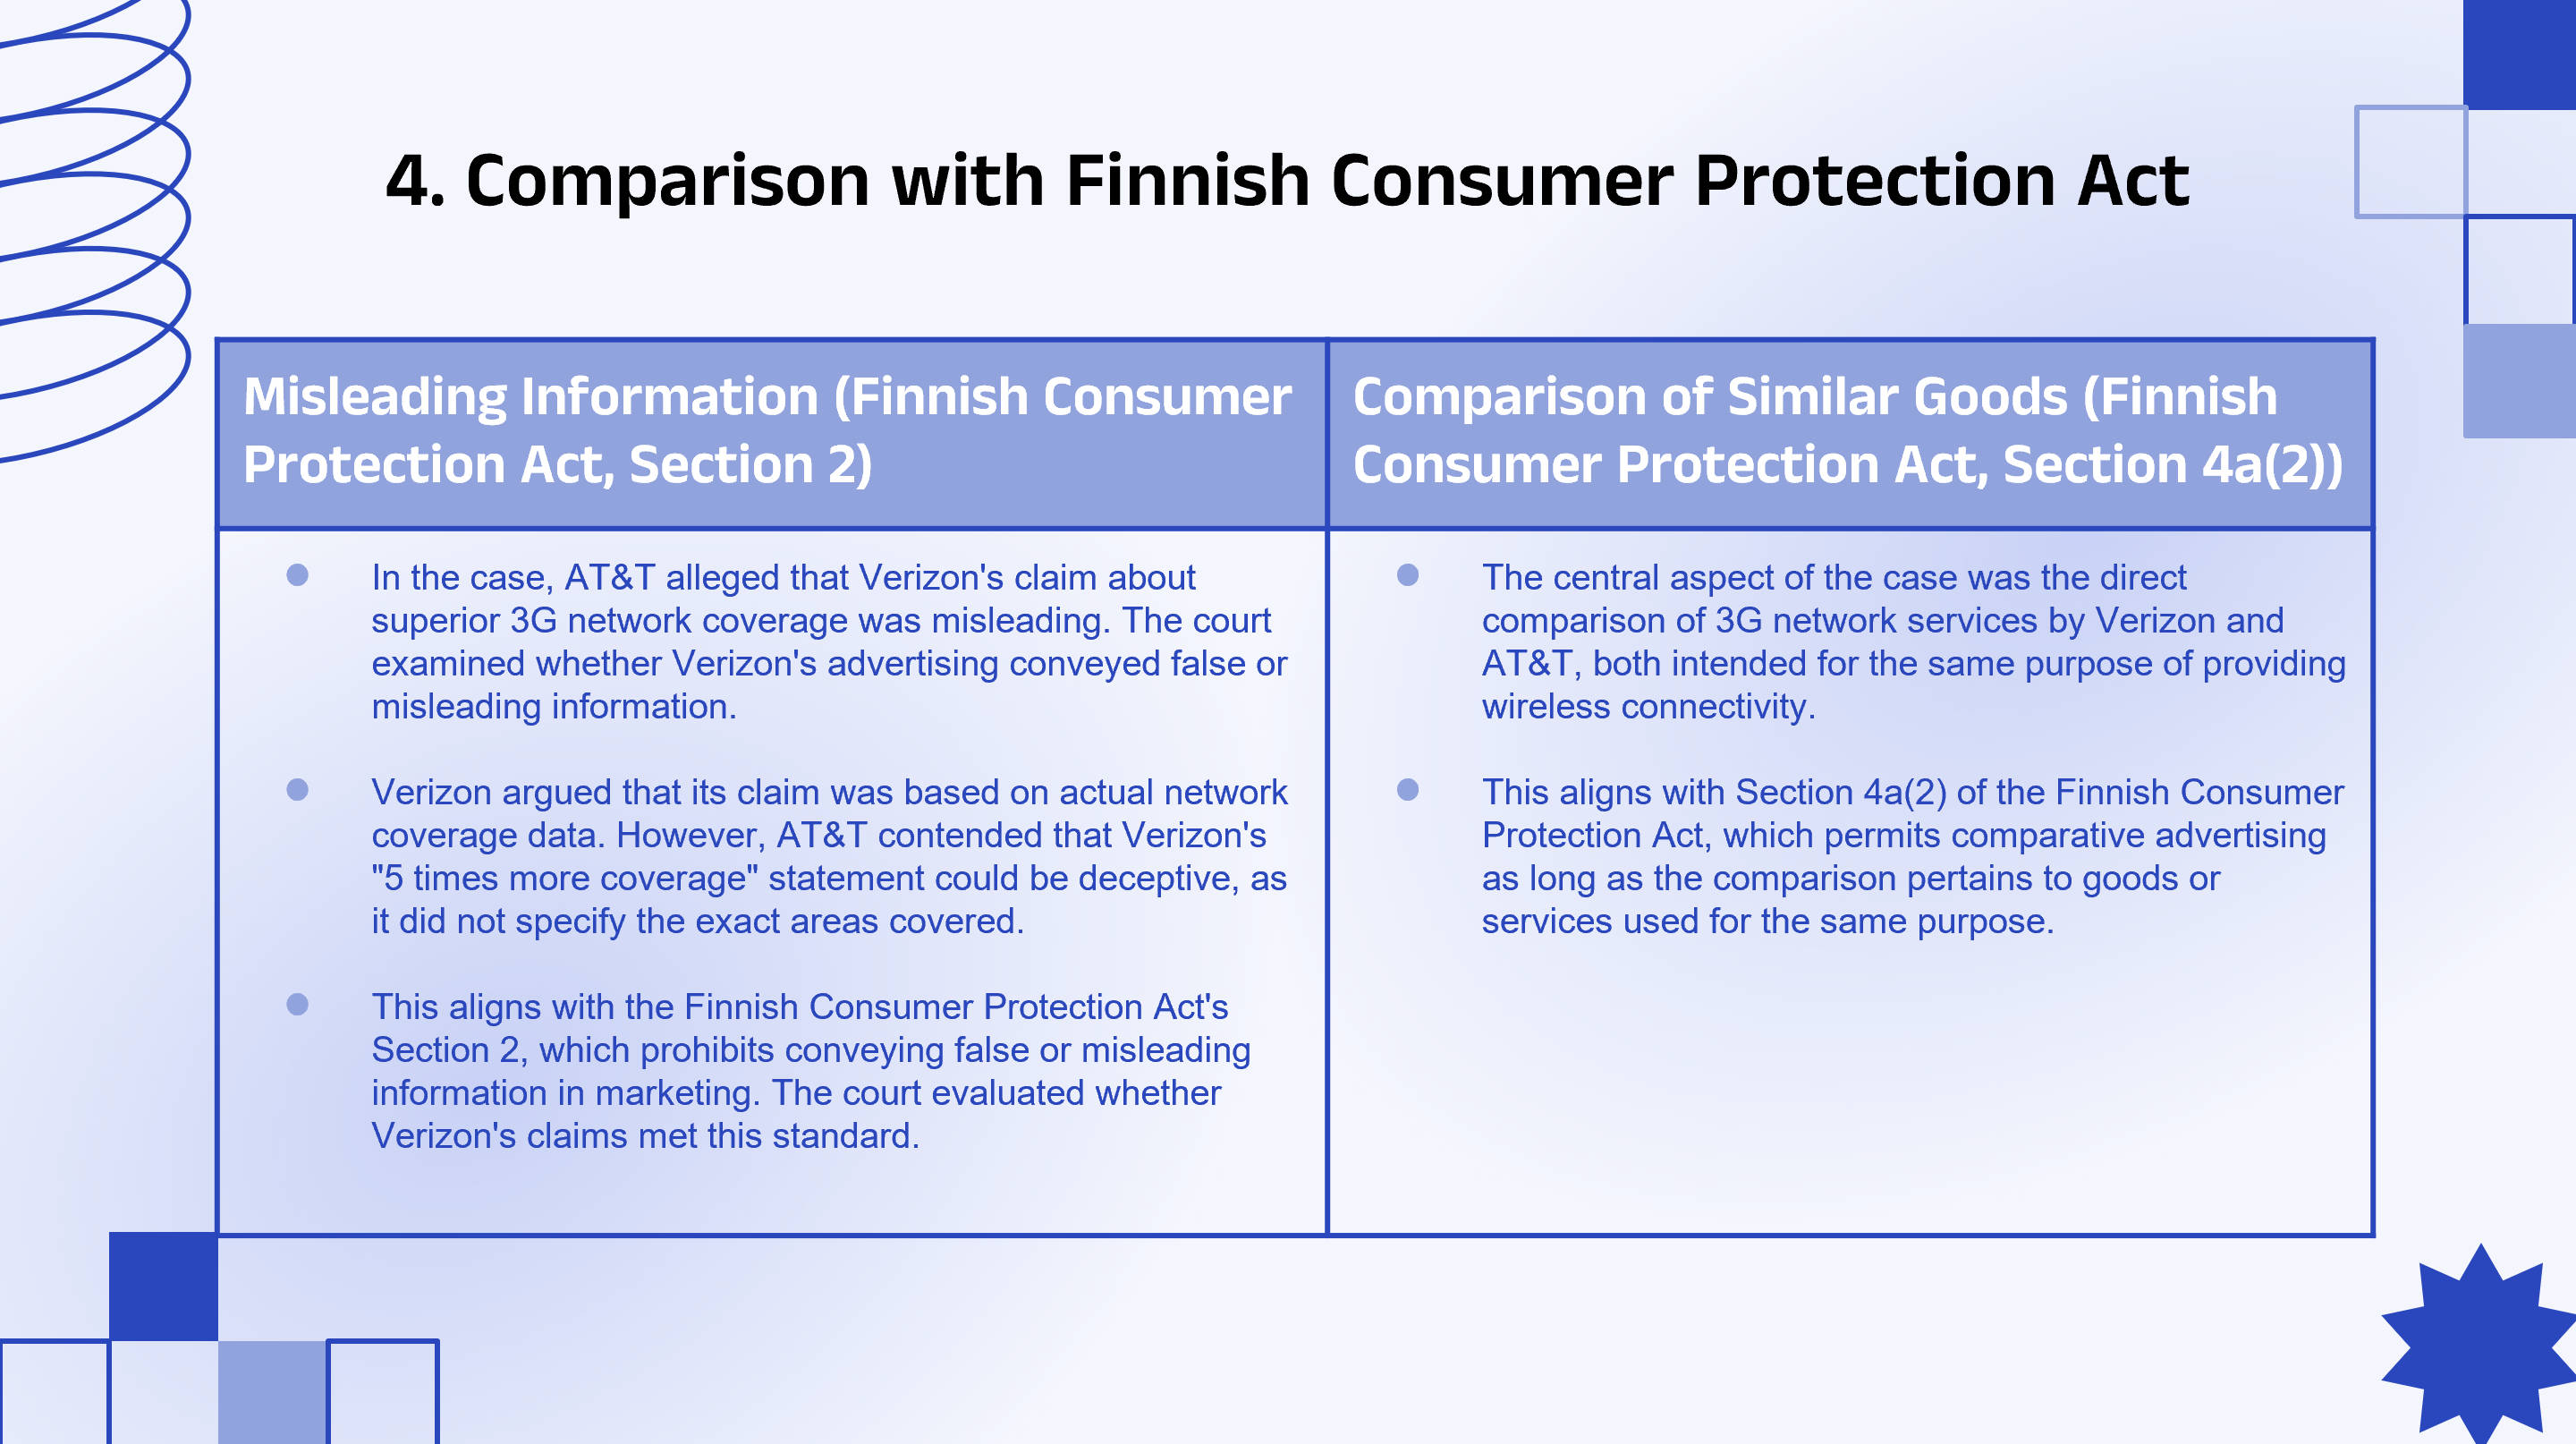 4. Comparison with Finnish Consumer Protection Act
Misleading Information (Finnish Consumer
Protection Act, Section 2)
In the case, AT&T alleged that Verizon's claim about
superior 3G network coverage was misleading. The court
examined whether Verizon's advertising conveyed false or
misleading information.
Verizon argued that its claim was based on actual network
coverage data. However, AT&T contended that Verizon's
"5 times more coverage" statement could be deceptive, as
it did not specify the exact areas covered.
This aligns with the Finnish Consumer Protection Act's
Section 2, which prohibits conveying false or misleading
information in marketing. The court evaluated whether
Verizon's claims met this standard.
Comparison of Similar Goods (Finnish
Consumer Protection Act, Section 4a(2))
The central aspect of the case was the direct
comparison of 3G network services by Verizon and
AT&T, both intended for the same purpose of providing
wireless connectivity.
This aligns with Section 4a(2) of the Finnish Consumer
Protection Act, which permits comparative advertising
as long as the comparison pertains to goods or
services used for the same purpose.